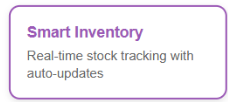 Smart Inventory
Real-time stock tracking with
auto-updates